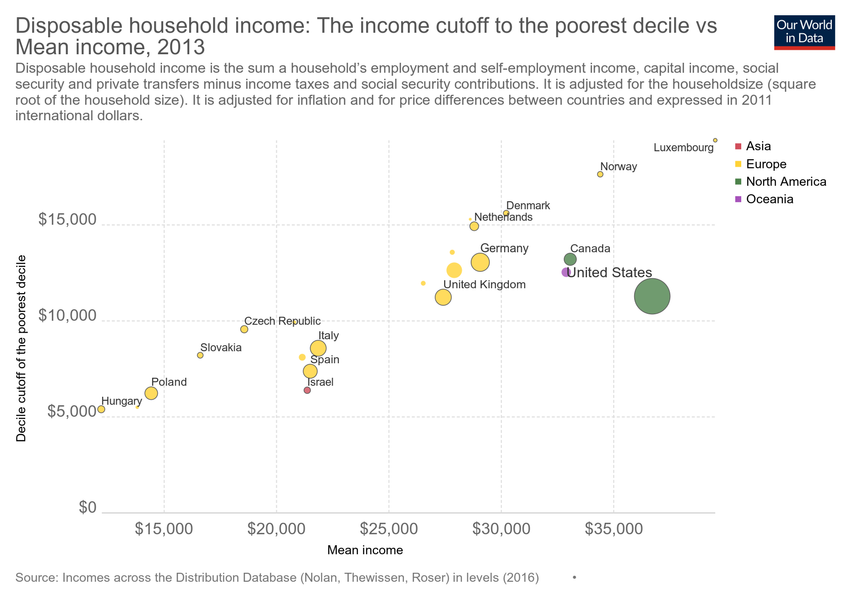 Disposable household income: The income cutoff to the poorest decile vs
Mean income, 2013
Our World
in Data
Disposable household income is the sum a household's employment and self-employment income, capital income, social
security and private transfers minus income taxes and social security contributions. It is adjusted for the householdsize (square
root of the household size). It is adjusted for inflation and for price differences between countries and expressed in 2011
international dollars.
Luxembourg
Asia
Europe
North America
Oceania
Norway
Denmark
Netherlands
$15,000
Germany
Canada
United States
United Kingdom
$10,000
Czech Republic
Italy
Slovakia
Spain
Israel
Poland
Hungary
$5,000
$0
Decile cutoff of the poorest decile
$15,000
$20,000
$25,000
$30,000
$35,000
Mean income
Source: Incomes across the Distribution Database (Nolan, Thewissen, Roser) in levels (2016) •